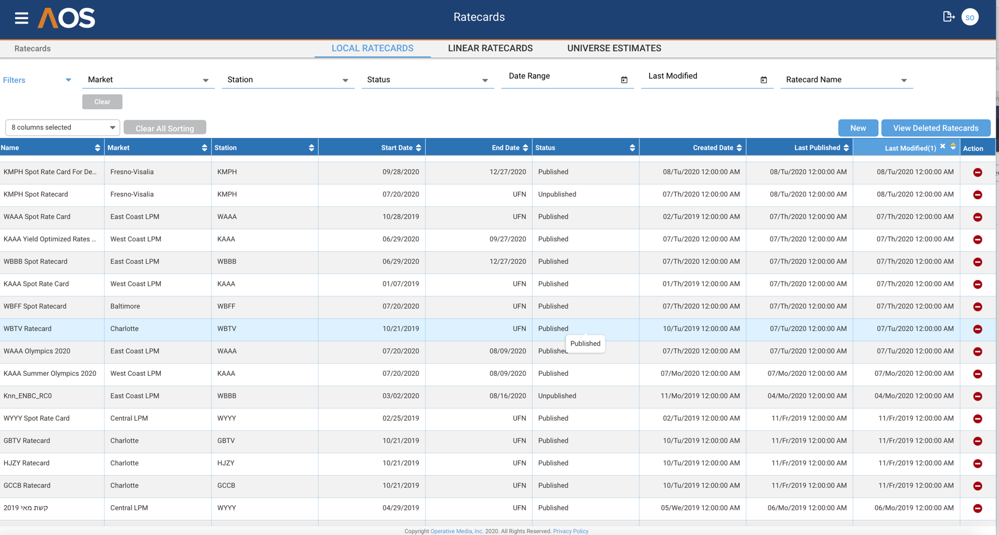 AOS
Ratecards
SO
Ratecards
LOCAL RATECARDS
LINEAR RATECARDS
UNIVERSE ESTIMATES
Filters
Market
Station
Status
Date Range
Last Modified
Ratecard Name
Clear
8 columns selected
Clear All Sorting
New
View Deleted Ratecards
Name Market Station Start Date End Date Status Created Date Last Published Last Modified(1) Action
KMPH Spot Rate Card For De... Fresno-Visalia KMPH 09/28/2020 12/27/2020 Published 08/Tu/2020 12:00:00 AM 08/Tu/2020 12:00:00 AM 08/Tu/2020 12:00:00 AM
KMPH Spot Ratecard Fresno-Visalia KMPH 07/20/2020 UFN Unpublished 07/Th/2020 12:00:00 AM 08/Tu/2020 12:00:00 AM 08/Tu/2020 12:00:00 AM
WAAA Spot Rate Card East Coast LPM WAAA 10/28/2019 UFN Published 02/Tu/2019 12:00:00 AM 07/Th/2020 12:00:00 AM 07/Th/2020 12:00:00 AM
KAAA Yield Optimized Rates ... West Coast LPM KAAA 06/29/2020 09/27/2020 Published 07/Tu/2020 12:00:00 AM 07/Th/2020 12:00:00 AM 07/Th/2020 12:00:00 AM
WBBB Spot Ratecard East Coast LPM WBBB 06/29/2020 12/27/2020 Published 07/Th/2020 12:00:00 AM 07/Th/2020 12:00:00 AM 07/Th/2020 12:00:00 AM
KAAA Spot Rate Card West Coast LPM KAAA 01/07/2019 UFN Published 01/Th/2019 12:00:00 AM 07/Th/2020 12:00:00 AM 07/Th/2020 12:00:00 AM
WBFF Spot Ratecard Baltimore WBFF 07/20/2020 UFN Published 07/Th/2020 12:00:00 AM 07/Th/2020 12:00:00 AM 07/Th/2020 12:00:00 AM
WBTV Ratecard Charlotte WBTV 10/21/2019 UFN Published 10/Tu/2019 12:00:00 AM 07/Tu/2020 12:00:00 AM 07/Tu/2020 12:00:00 AM
Published
WAAA Olympics 2020 East Coast LPM WAAA 07/20/2020 08/09/2020 Published 07/Th/2020 12:00:00 AM 07/Tu/2020 12:00:00 AM 07/Tu/2020 12:00:00 AM
KAAA Summer Olympics 2020 West Coast LPM KAAA 07/20/2020 08/09/2020 Published 07/Mo/2020 12:00:00 AM 07/Mo/2020 12:00:00 AM 07/Mo/2020 12:00:00 AM
Knn_ENBC_RC0 East Coast LPM WBBB 03/02/2020 08/16/2020 Unpublished 11/Mo/2019 12:00:00 AM 04/Mo/2020 12:00:00 AM 04/Mo/2020 12:00:00 AM
WYYY Spot Rate Card Central LPM WYYY 02/25/2019 UFN Published 02/Tu/2019 12:00:00 AM 11/Fr/2019 12:00:00 AM 11/Fr/2019 12:00:00 AM
GBTV Ratecard Charlotte GBTV 10/21/2019 UFN Published 10/Tu/2019 12:00:00 AM 11/Fr/2019 12:00:00 AM 11/Fr/2019 12:00:00 AM
HJZY Ratecard Charlotte HJZY 10/21/2019 UFN Published 10/Tu/2019 12:00:00 AM 11/Fr/2019 12:00:00 AM 11/Fr/2019 12:00:00 AM
GCCB Ratecard Charlotte GCCB 10/21/2019 UFN Published 10/Tu/2019 12:00:00 AM 11/Fr/2019 12:00:00 AM 11/Fr/2019 12:00:00 AM
קשת מאי 2019 Central LPM WYYY 04/29/2019 UFN Published 05/We/2019 12:00:00 AM 06/Mo/2019 12:00:00 AM 06/Mo/2019 12:00:00 AM
Copyright Operative Media, Inc. 2020. All Rights Reserved. Privacy Policy